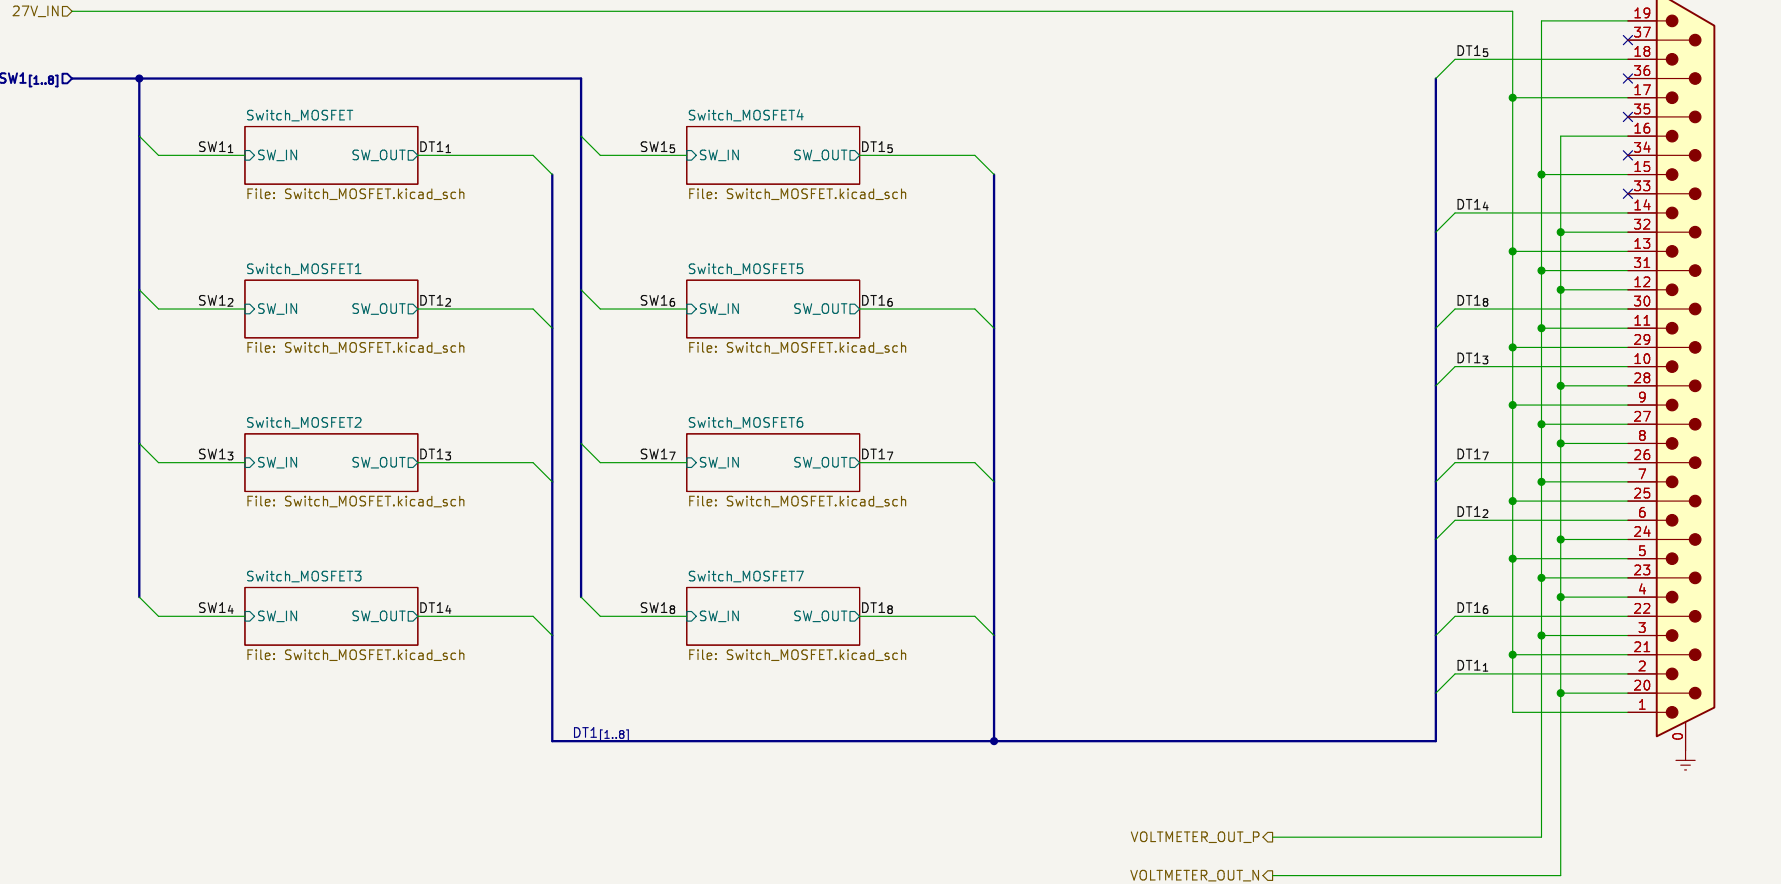 27V_IN
SW1[1..8]
Switch_MOSFET
SW11
SW_IN
SW_OUT
DT11
File: Switch_MOSFET.kicad_sch
Switch_MOSFET1
SW12
SW_IN
SW_OUT
DT12
File: Switch_MOSFET.kicad_sch
Switch_MOSFET2
SW13
SW_IN
SW_OUT
DT13
File: Switch_MOSFET.kicad_sch
Switch_MOSFET3
SW14
SW_IN
SW_OUT
DT14
File: Switch_MOSFET.kicad_sch
Switch_MOSFET4
SW15
SW_IN
SW_OUT
DT15
File: Switch_MOSFET.kicad_sch
Switch_MOSFET5
SW16
SW_IN
SW_OUT
DT16
File: Switch_MOSFET.kicad_sch
Switch_MOSFET6
SW17
SW_IN
SW_OUT
DT17
File: Switch_MOSFET.kicad_sch
Switch_MOSFET7
SW18
SW_IN
SW_OUT
DT18
File: Switch_MOSFET.kicad_sch
DT1[1..8]
DT15
DT14
DT18
DT13
DT17
DT12
DT16
DT11
19
37
18
36
17
35
16
34
15
33
14
32
13
31
12
30
11
29
10
28
9
27
8
26
7
25
6
24
5
23
4
22
3
21
2
20
1
0
VOLTMETER_OUT_P
VOLTMETER_OUT_N